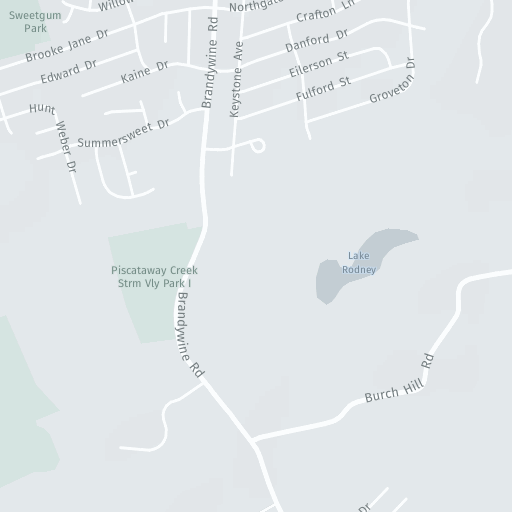 Sweetgum
Park
Willow
Northgate
Crafton Ln
Brooke Jane Dr
Brandywine Rd
Keystone Ave
Danford Dr
Edward Dr
Kaine Dr
Eilerson St
Fulford St
Groveton Dr
Hunt Weber Dr
Summersweet Dr
Lake
Rodney
Piscataway Creek
Strm Vly Park I
Brandywine Rd
Burch Hill Rd
Dr